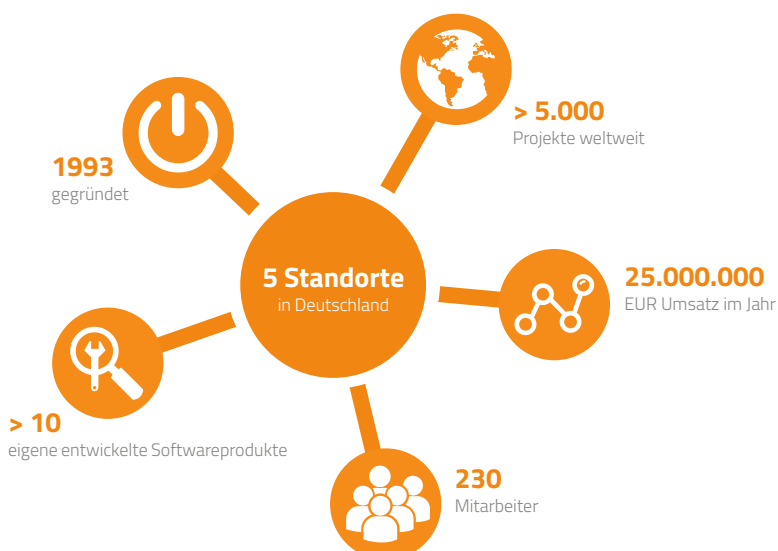 > 5.000
Projekte weltweit
1993
gegründet
5 Standorte
in Deutschland
25.000.000
EUR Umsatz im Jahr
> 10
eigene entwickelte Softwareprodukte
230
Mitarbeiter